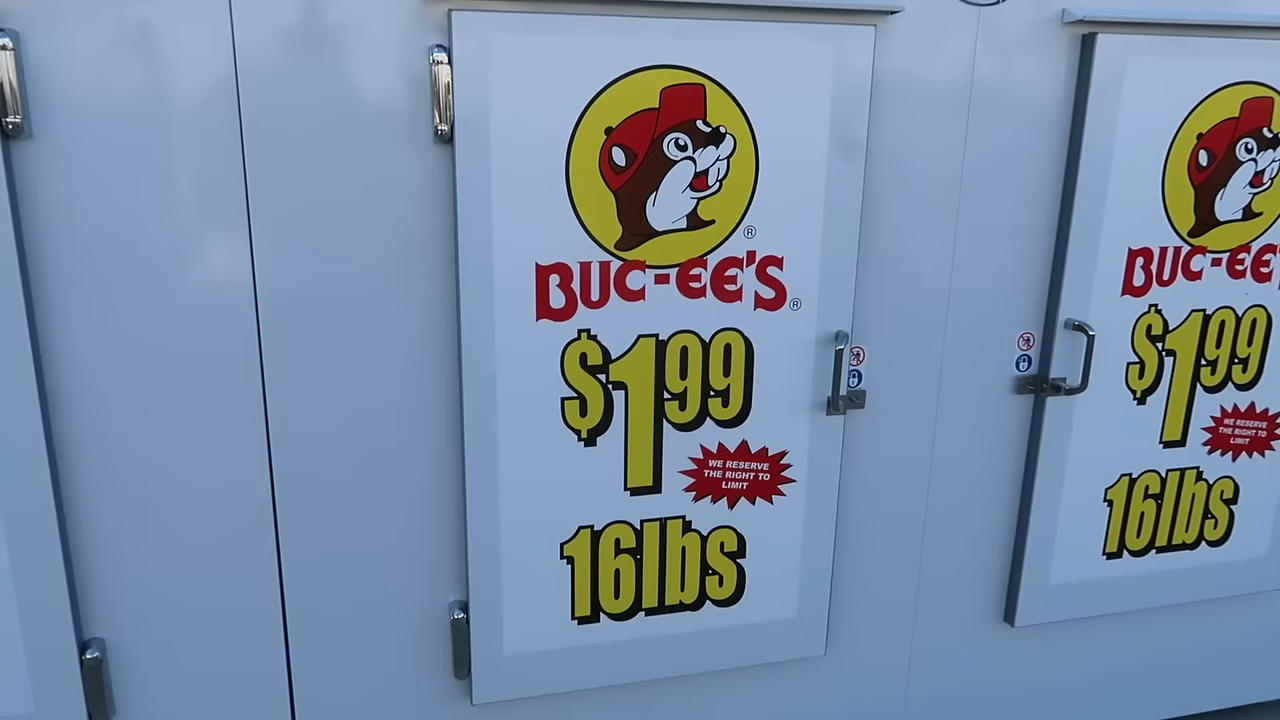 BUC-EE'S®
®
$1.99
WE RESERVE
THE RIGHT TO
LIMIT
16lbs
BUC-EE'
$1.99
WE RESERVE
THE RIGHT TO
LIMIT
16lbs